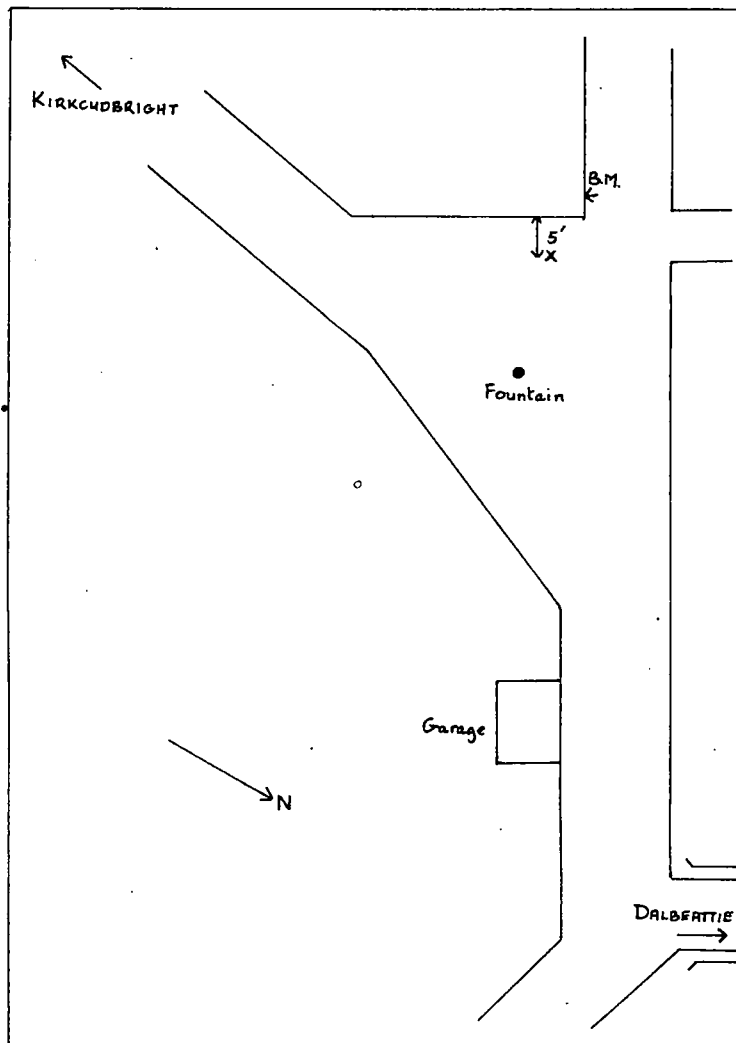 KIRKCUDBRIGHT
B.M.
5'
X
Fountain
Garage
N
DALBEATTIE